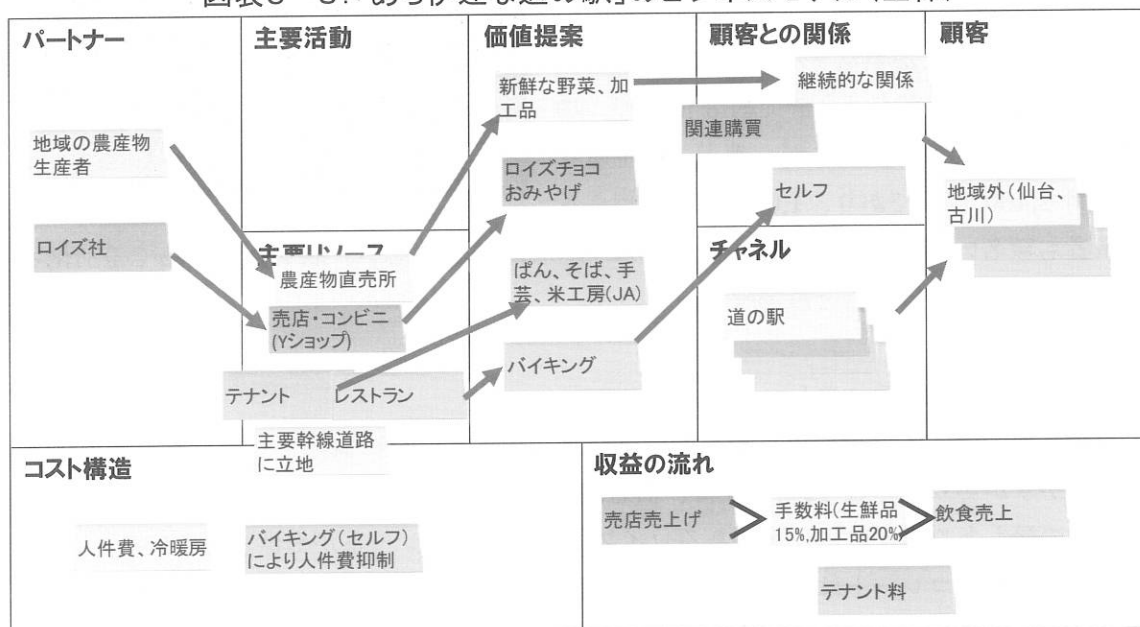 パートナー
地域の農産物
生産者
ロイズ社
主要活動
主要リソース
農産物直売所
売店・コンビニ
(Yショップ)
テナント
レストラン
主要幹線道路
に立地
価値提案
新鮮な野菜、加
工品
ロイズチョコ
おみやげ
ぱん、そば、手
芸、米工房(JA)
バイキング
顧客との関係
継続的な関係
関連購買
セルフ
チャネル
道の駅
顧客
地域外(仙台、
古川)
コスト構造
人件費、冷暖房
バイキング(セルフ)
により人件費抑制
収益の流れ
売店売上げ
手数料(生鮮品
15%,加工品20%)
飲食売上
テナント料